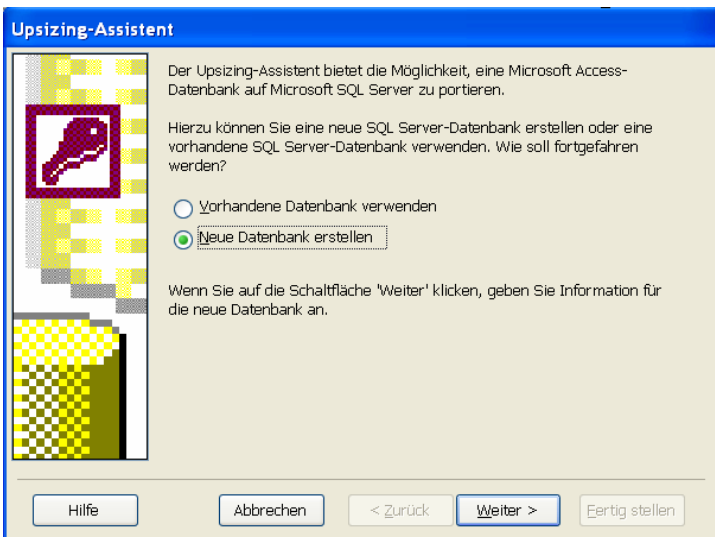 Upsizing-Assistent
Der Upsizing-Assistent bietet die Möglichkeit, eine Microsoft Access-
Datenbank auf Microsoft SQL Server zu portieren.
Hierzu können Sie eine neue SQL Server-Datenbank erstellen oder eine
vorhandene SQL Server-Datenbank verwenden. Wie soll fortgefahren
werden?
Vorhandene Datenbank verwenden
Neue Datenbank erstellen
Wenn Sie auf die Schaltfläche 'Weiter' klicken, geben Sie Information für
die neue Datenbank an.
Hilfe Abbrechen < Zurück Weiter > Fertig stellen